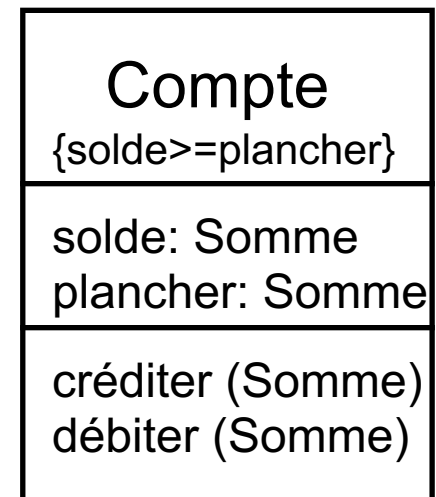 Compte
{solde>=plancher}
solde: Somme
plancher: Somme
créditer (Somme)
débiter (Somme)